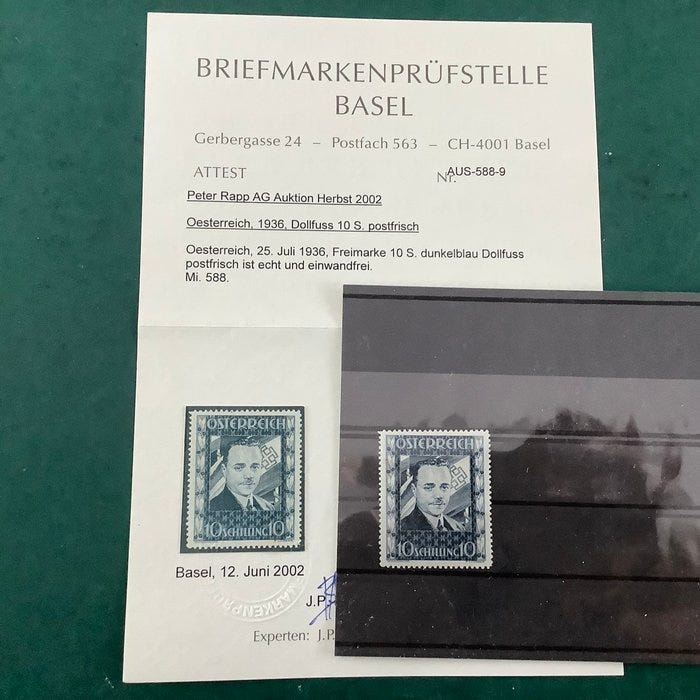 BRIEFMARKENPRÜFSTELLE
BASEL
Gerbergasse 24 – Postfach 563 – CH-4001 Basel
ATTEST Nr. AUS-588-9
Peter Rapp AG Auktion Herbst 2002
Oesterreich, 1936, Dollfuss 10 S. postfrisch
Oesterreich, 25. Juli 1936, Freimarke 10 S. dunkelblau Dollfuss
postfrisch ist echt und einwandfrei.
Mi. 588.
ÖSTERREICH
10 SCHILLING 10
ÖSTERREICH
10 SCHILLING 10
Basel, 12. Juni 2002
J.P.
Experten: J.P.